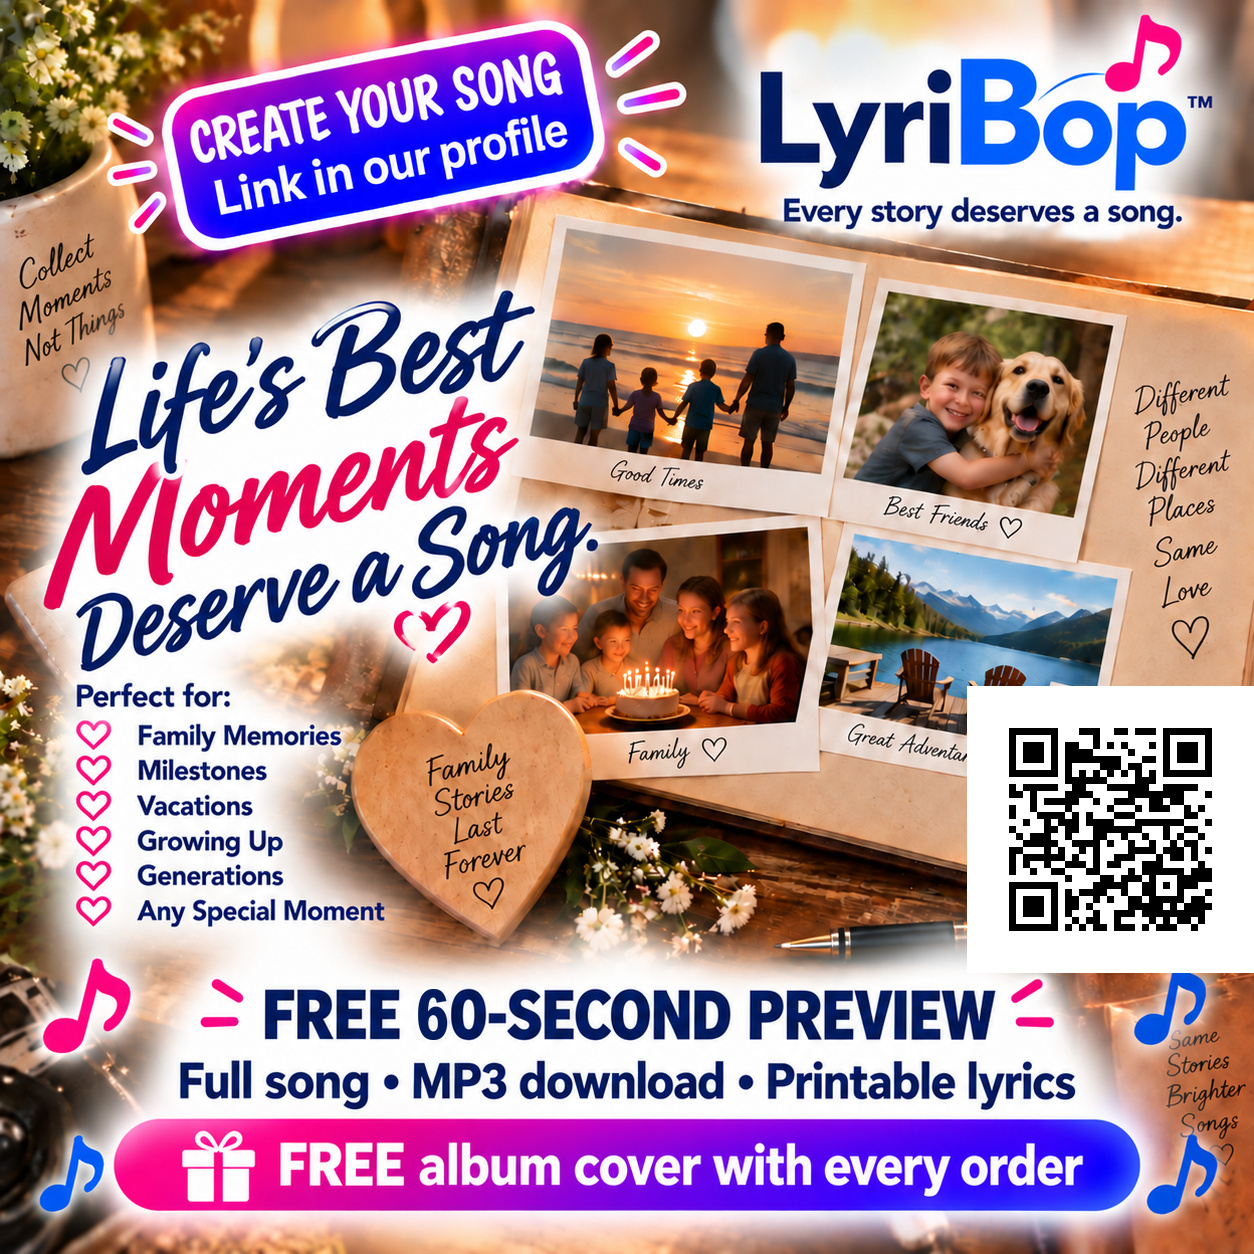 CREATE YOUR SONG
Link in our profile
LyriBop™
Every story deserves a song.
Collect
Moments
Not Things
Life's Best
Moments
Deserve a Song.
Good Times
Best Friends
Different
People
Different
Places
Same
Love
Family
Great Adventar
Perfect for:
Family Memories
Milestones
Vacations
Growing Up
Generations
Any Special Moment
Family
Stories
Last
Forever
FREE 60-SECOND PREVIEW
Full song • MP3 download • Printable lyrics
FREE album cover with every order
Same
Stories
Brighter
Songs